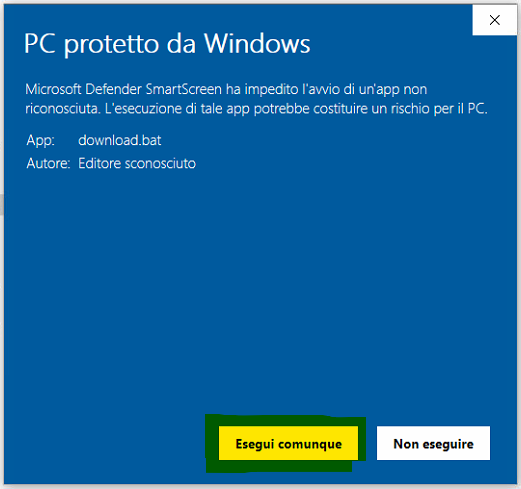 PC protetto da Windows
Microsoft Defender SmartScreen ha impedito l'avvio di un'app non
riconosciuta. L'esecuzione di tale app potrebbe costituire un rischio per il PC.
App: download.bat
Autore: Editore sconosciuto
Esegui comunque Non eseguire